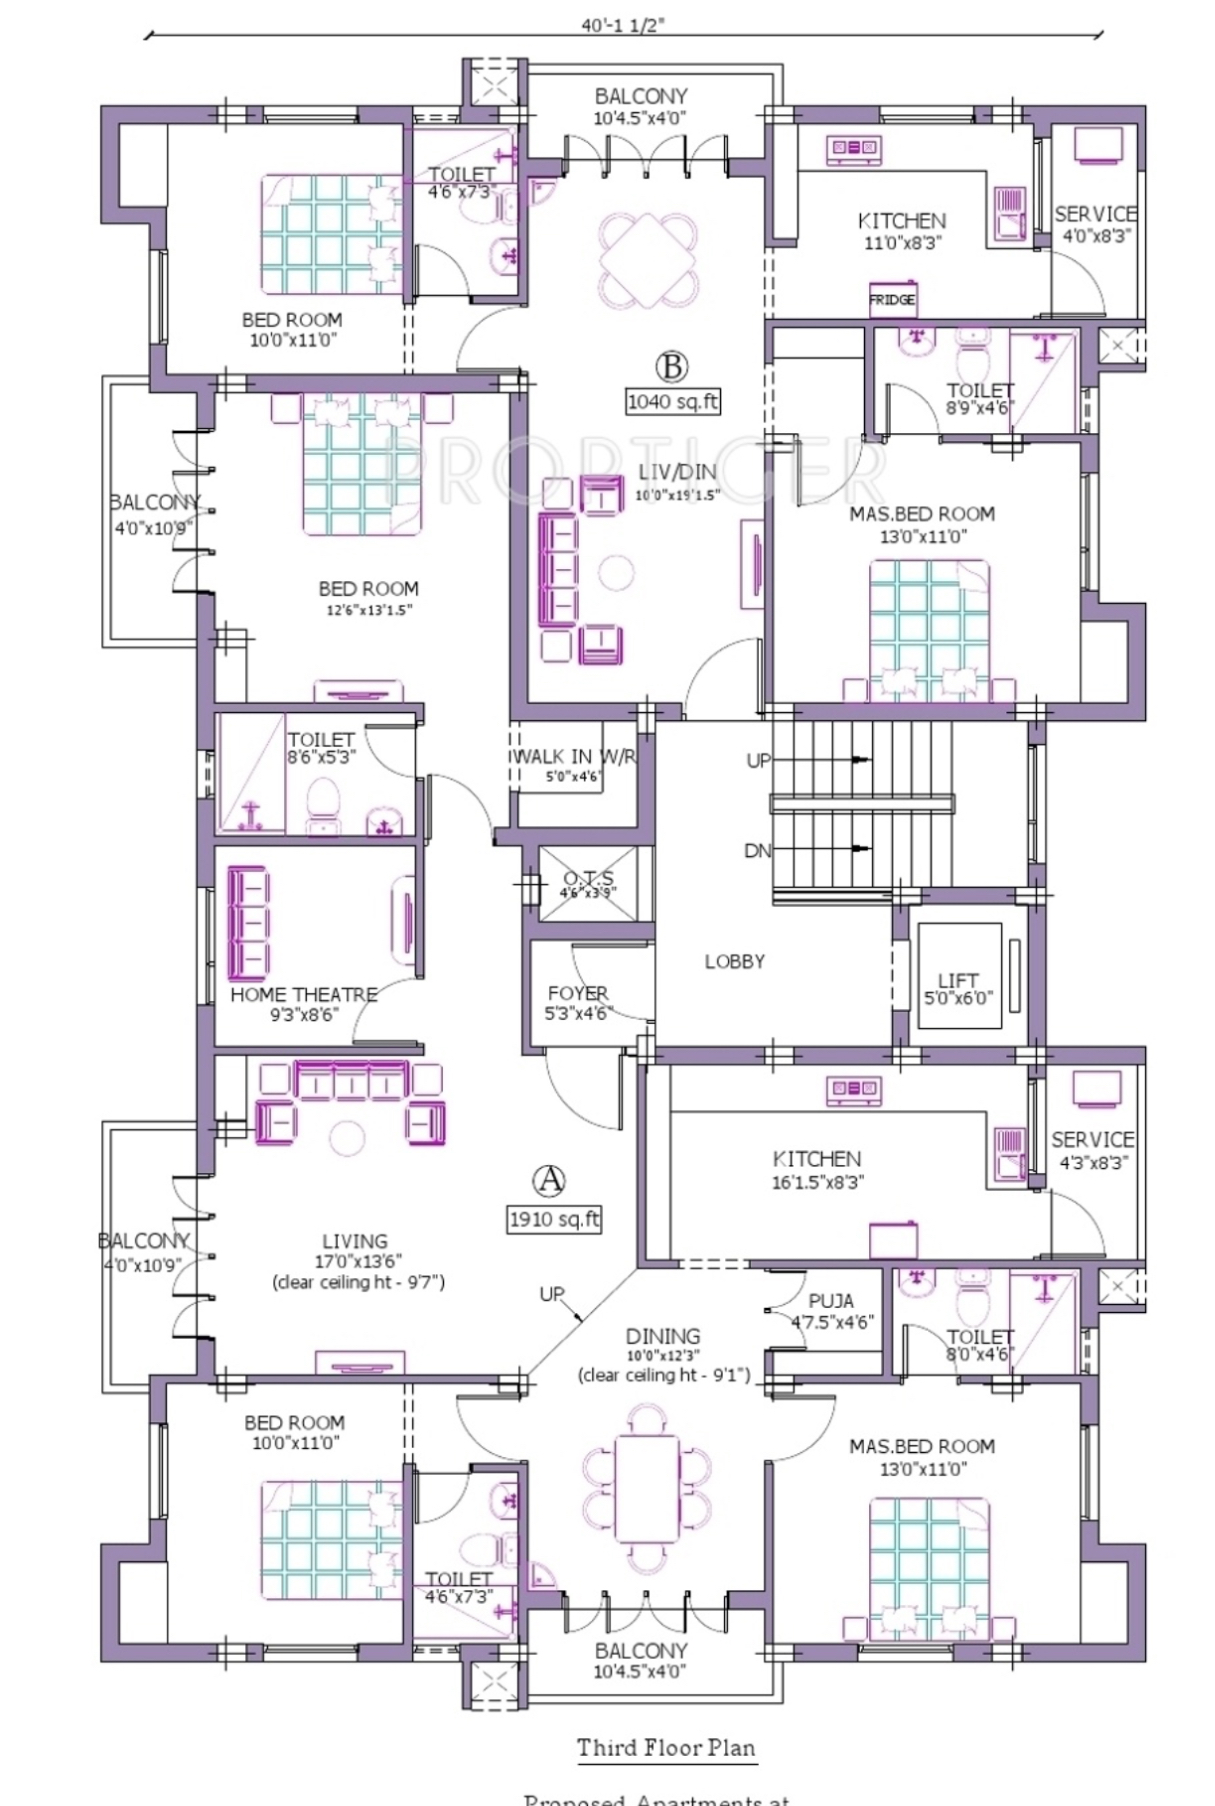 40'-1 1/2"
BALCONY
10'4.5"x4'0"
TOILET
4'6"x7'3"
KITCHEN
11'0"x8'3"
SERVICE
4'0"x8'3"
FRIDGE
BED ROOM
10'0"x11'0"
B
1040 sq.ft
TOILET
8'9"x4'6"
PROPTIGER
LIV/DIN
10'0"x19'1.5"
BALCONY
4'0"x10'9"
MAS.BED ROOM
13'0"x11'0"
BED ROOM
12'6"x13'1.5"
TOILET
8'6"x5'3"
WALK IN W/R
5'0"x4'6"
UP
DN
O.T.S
4'6"x3'9"
LOBBY
HOME THEATRE
9'3"x8'6"
FOYER
5'3"x4'6"
LIFT
5'0"x6'0"
KITCHEN
16'1.5"x8'3"
SERVICE
4'3"x8'3"
A
1910 sq.ft
BALCONY
4'0"x10'9"
LIVING
17'0"x13'6"
(clear ceiling ht - 9'7")
UP
PUJA
4'7.5"x4'6"
DINING
10'0"x12'3"
(clear ceiling ht - 9'1")
TOILET
8'0"x4'6"
BED ROOM
10'0"x11'0"
MAS.BED ROOM
13'0"x11'0"
TOILET
4'6"x7'3"
BALCONY
10'4.5"x4'0"
Third Floor Plan
Proposed Apartments at